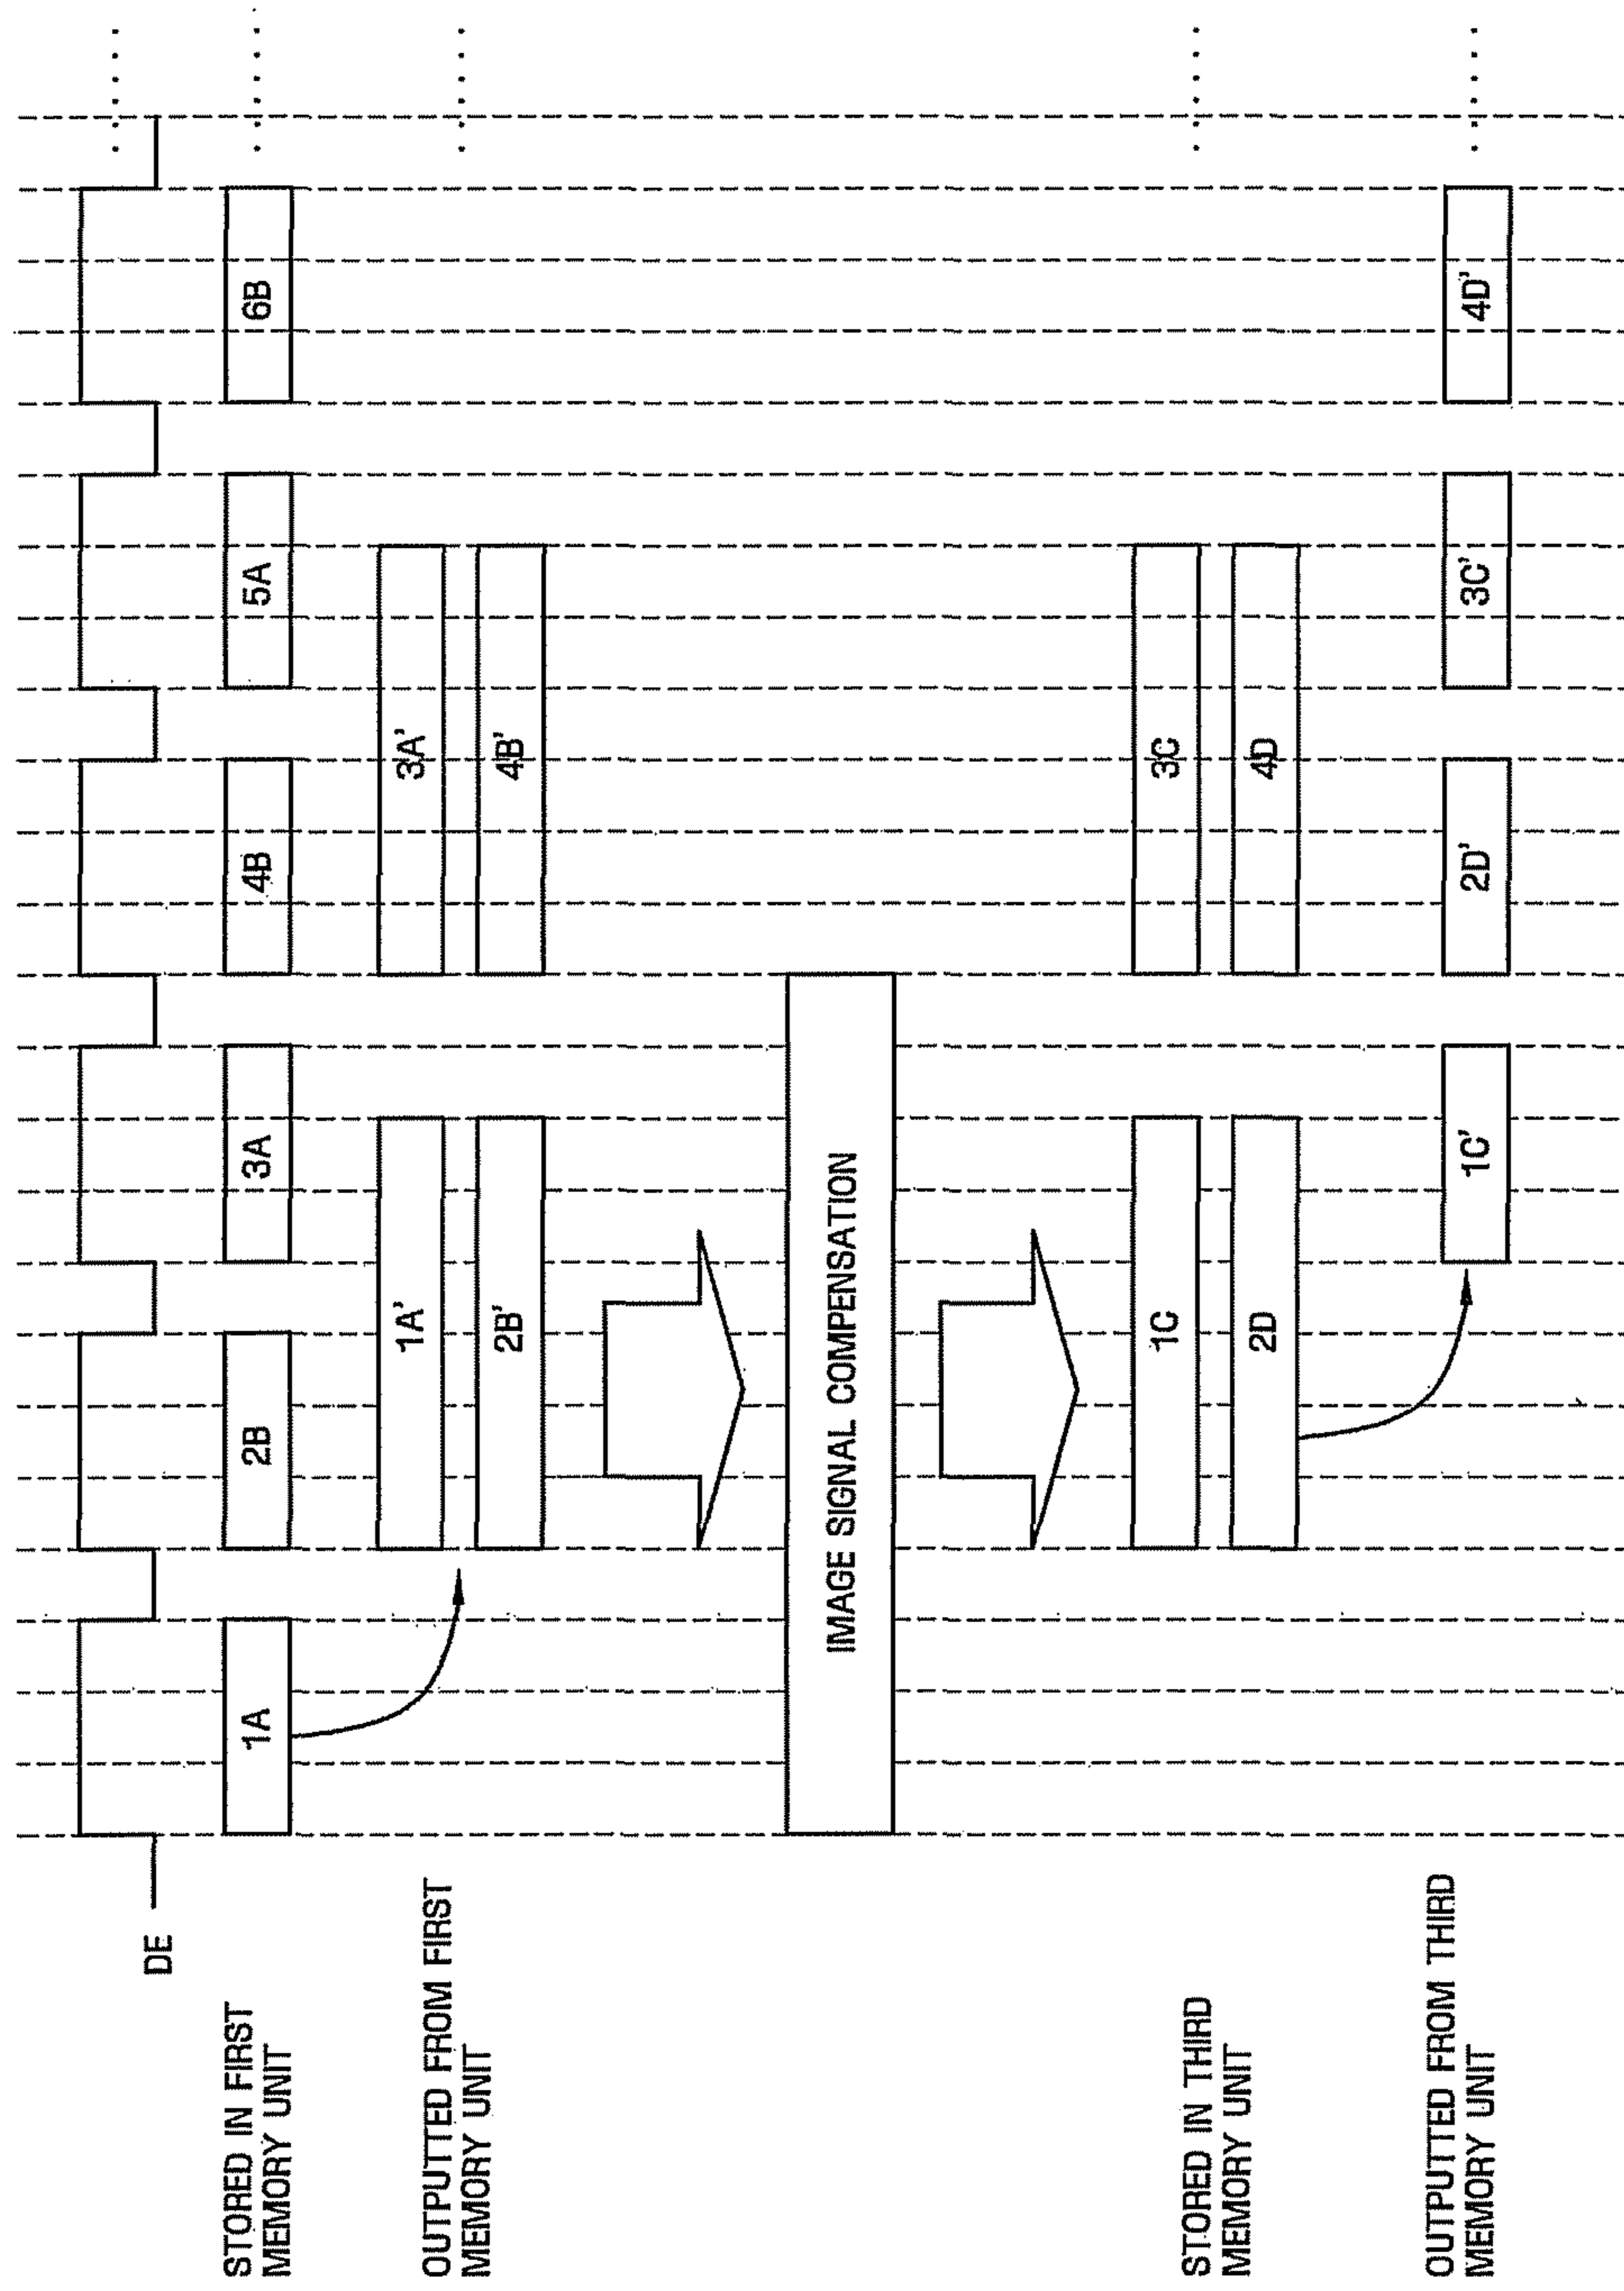 DE
STORED IN FIRST
MEMORY UNIT
1A
2B
3A
4B
5A
6B
OUTPUTTED FROM FIRST
MEMORY UNIT
1A'
3A'
2B'
4B'
IMAGE SIGNAL COMPENSATION
STORED IN THIRD
MEMORY UNIT
1C
3C
2D
4D
OUTPUTTED FROM THIRD
MEMORY UNIT
1C'
2D'
3C'
4D'